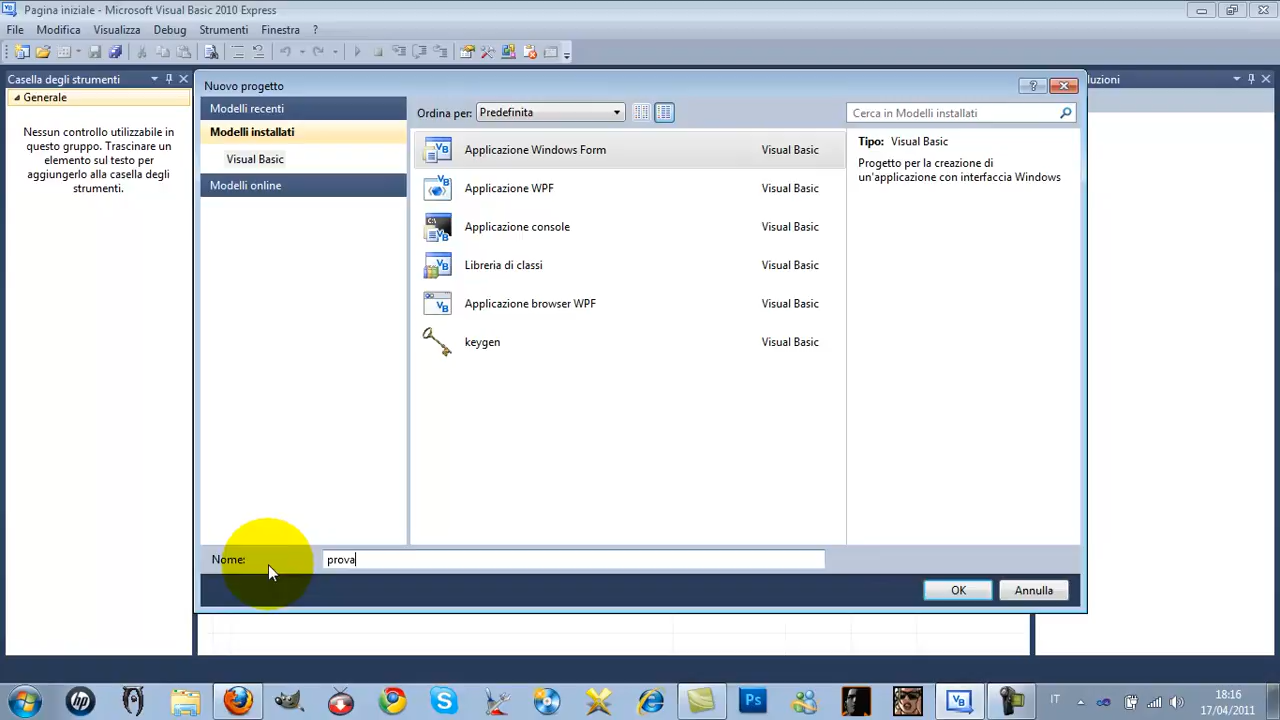 Pagina iniziale - Microsoft Visual Basic 2010 Express
File Modifica Visualizza Debug Strumenti Finestra ?
Casella degli strumenti
Generale
Nessun controllo utilizzabile in
questo gruppo. Trascinare un
elemento sul testo per
aggiungerlo alla casella degli
strumenti.
Nuovo progetto
Modelli recenti
Modelli installati
Visual Basic
Modelli online
Ordina per: Predefinita
Applicazione Windows Form Visual Basic
Applicazione WPF Visual Basic
Applicazione console Visual Basic
Libreria di classi Visual Basic
Applicazione browser WPF Visual Basic
keygen Visual Basic
Cerca in Modelli installati
Tipo: Visual Basic
Progetto per la creazione di
un'applicazione con interfaccia Windows
Nome: prova
OK Annulla
luzioni
IT
18:16
17/04/2011